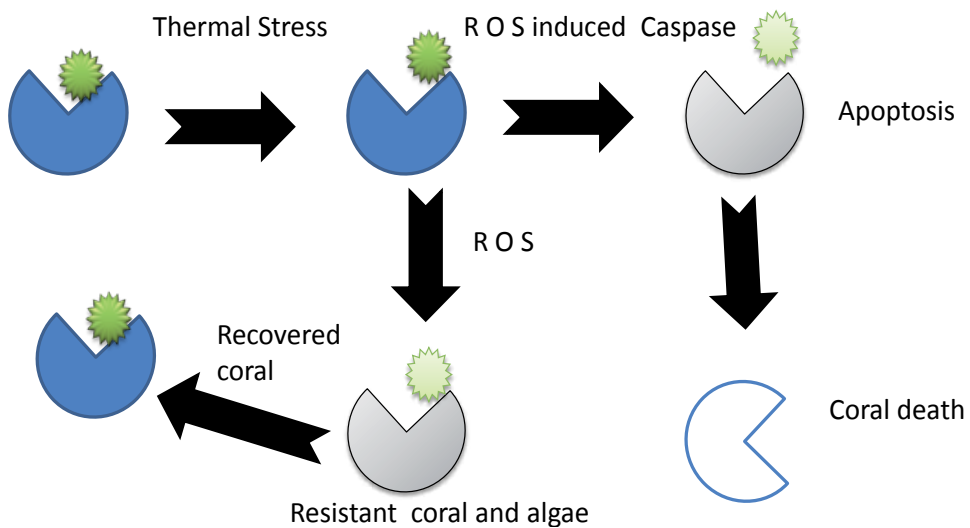 Thermal Stress
R O S induced Caspase
Apoptosis
R O S
Recovered
coral
Coral death
Resistant coral and algae